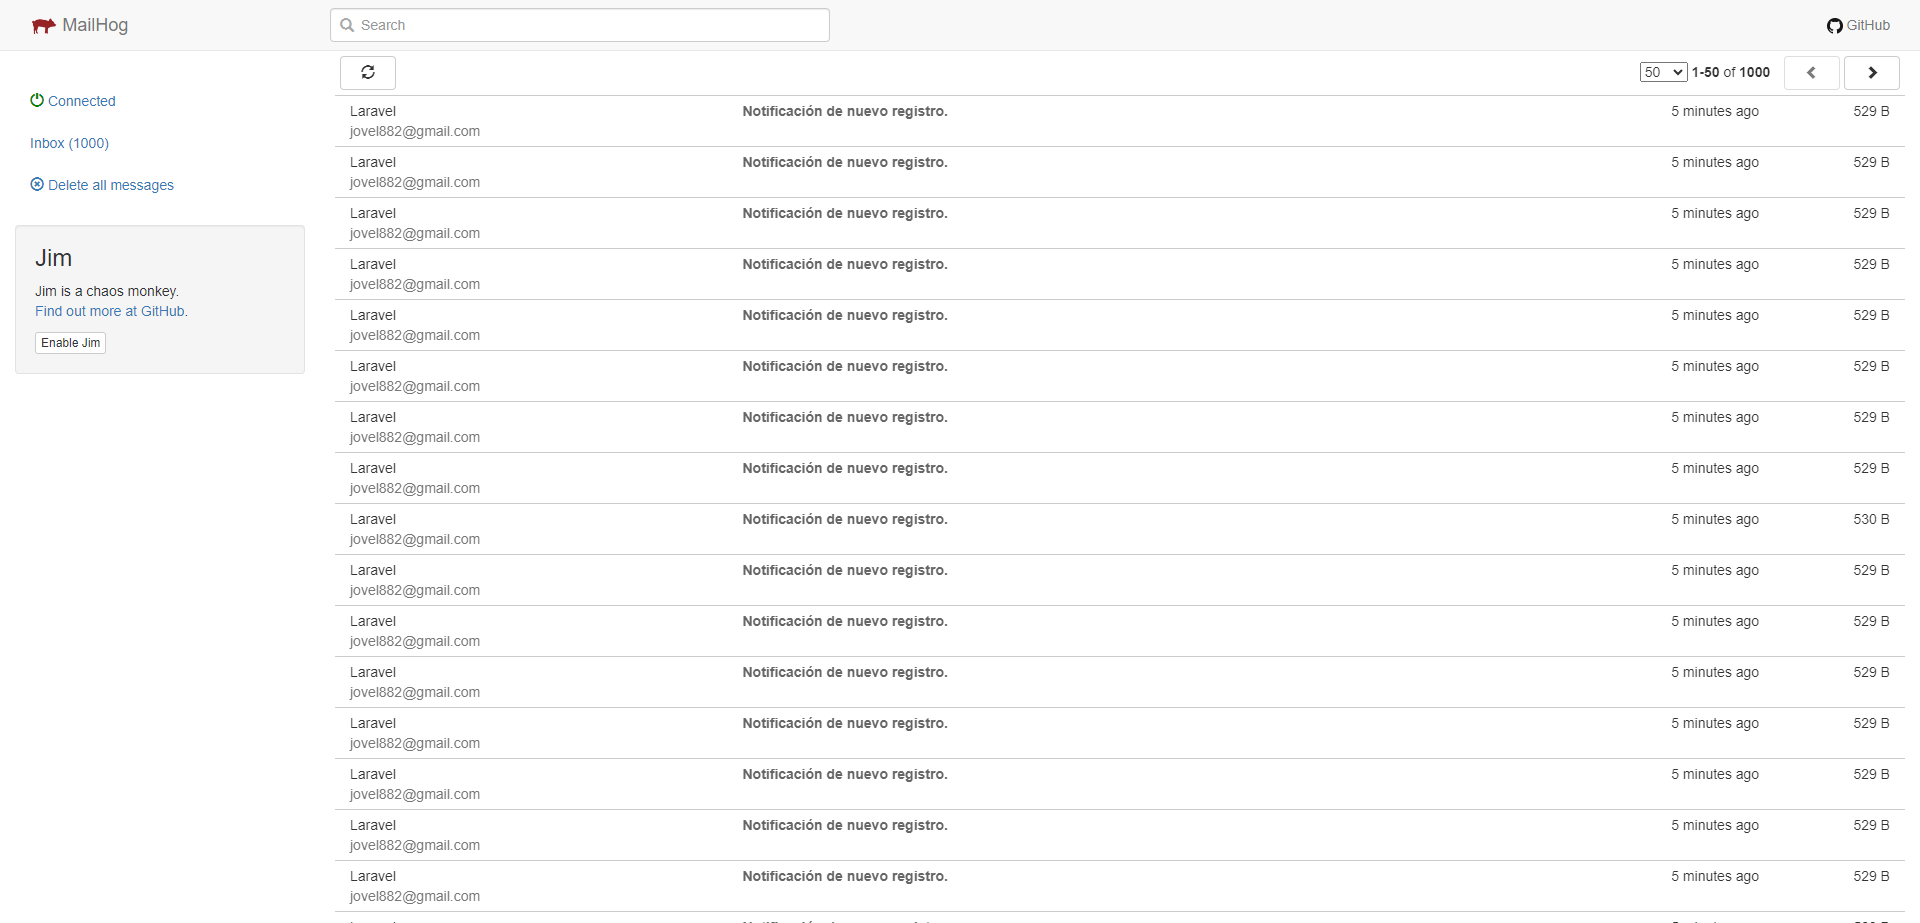 MailHog
Search
GitHub
Connected
Inbox (1000)
Delete all messages
Jim
Jim is a chaos monkey.
Find out more at GitHub.
Enable Jim
50 1-50 of 1000
Laravel Notificación de nuevo registro. 5 minutes ago 529 B
jovel882@gmail.com
Laravel Notificación de nuevo registro. 5 minutes ago 529 B
jovel882@gmail.com
Laravel Notificación de nuevo registro. 5 minutes ago 529 B
jovel882@gmail.com
Laravel Notificación de nuevo registro. 5 minutes ago 529 B
jovel882@gmail.com
Laravel Notificación de nuevo registro. 5 minutes ago 529 B
jovel882@gmail.com
Laravel Notificación de nuevo registro. 5 minutes ago 529 B
jovel882@gmail.com
Laravel Notificación de nuevo registro. 5 minutes ago 529 B
jovel882@gmail.com
Laravel Notificación de nuevo registro. 5 minutes ago 529 B
jovel882@gmail.com
Laravel Notificación de nuevo registro. 5 minutes ago 530 B
jovel882@gmail.com
Laravel Notificación de nuevo registro. 5 minutes ago 529 B
jovel882@gmail.com
Laravel Notificación de nuevo registro. 5 minutes ago 529 B
jovel882@gmail.com
Laravel Notificación de nuevo registro. 5 minutes ago 529 B
jovel882@gmail.com
Laravel Notificación de nuevo registro. 5 minutes ago 529 B
jovel882@gmail.com
Laravel Notificación de nuevo registro. 5 minutes ago 529 B
jovel882@gmail.com
Laravel Notificación de nuevo registro. 5 minutes ago 529 B
jovel882@gmail.com
Laravel Notificación de nuevo registro. 5 minutes ago 529 B
jovel882@gmail.com